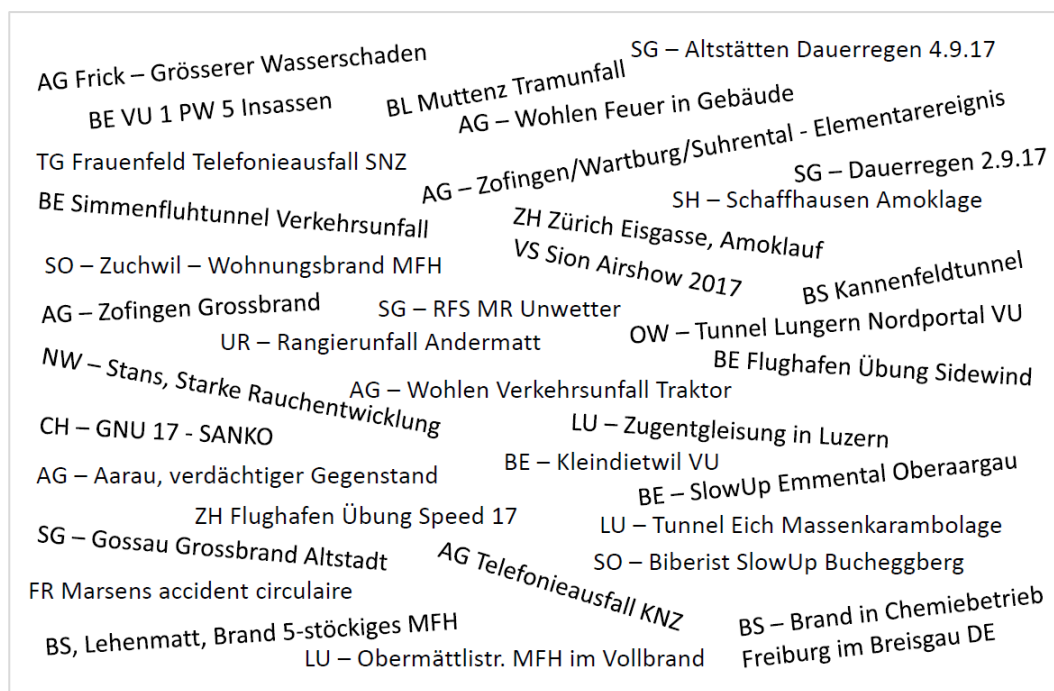 AG Frick – Grösserer Wasserschaden
SG – Altstätten Dauerregen 4.9.17
BE VU 1 PW 5 Insassen
BL Muttenz Tramunfall
AG – Wohlen Feuer in Gebäude
TG Frauenfeld Telefonieausfall SNZ
AG – Zofingen/Wartburg/Suhrental - Elementarereignis
SG – Dauerregen 2.9.17
BE Simmenfluhtunnel Verkehrsunfall
SH – Schaffhausen Amoklage
ZH Zürich Eisgasse, Amoklauf
SO – Zuchwil – Wohnungsbrand MFH
VS Sion Airshow 2017
BS Kannenfeldtunnel
AG – Zofingen Grossbrand
SG – RFS MR Unwetter
OW – Tunnel Lungern Nordportal VU
UR – Rangierunfall Andermatt
BE Flughafen Übung Sidewind
NW – Stans, Starke Rauchentwicklung
AG – Wohlen Verkehrsunfall Traktor
CH – GNU 17 - SANKO
LU – Zugentgleisung in Luzern
AG – Aarau, verdächtiger Gegenstand
BE – Kleindietwil VU
BE – SlowUp Emmental Oberaargau
ZH Flughafen Übung Speed 17
LU – Tunnel Eich Massenkarambolage
SG – Gossau Grossbrand Altstadt
AG Telefonieausfall KNZ
SO – Biberist SlowUp Bucheggberg
FR Marsens accident circulaire
BS, Lehenmatt, Brand 5-stöckiges MFH
BS – Brand in Chemiebetrieb
Freiburg im Breisgau DE
LU – Obermättlistr. MFH im Vollbrand